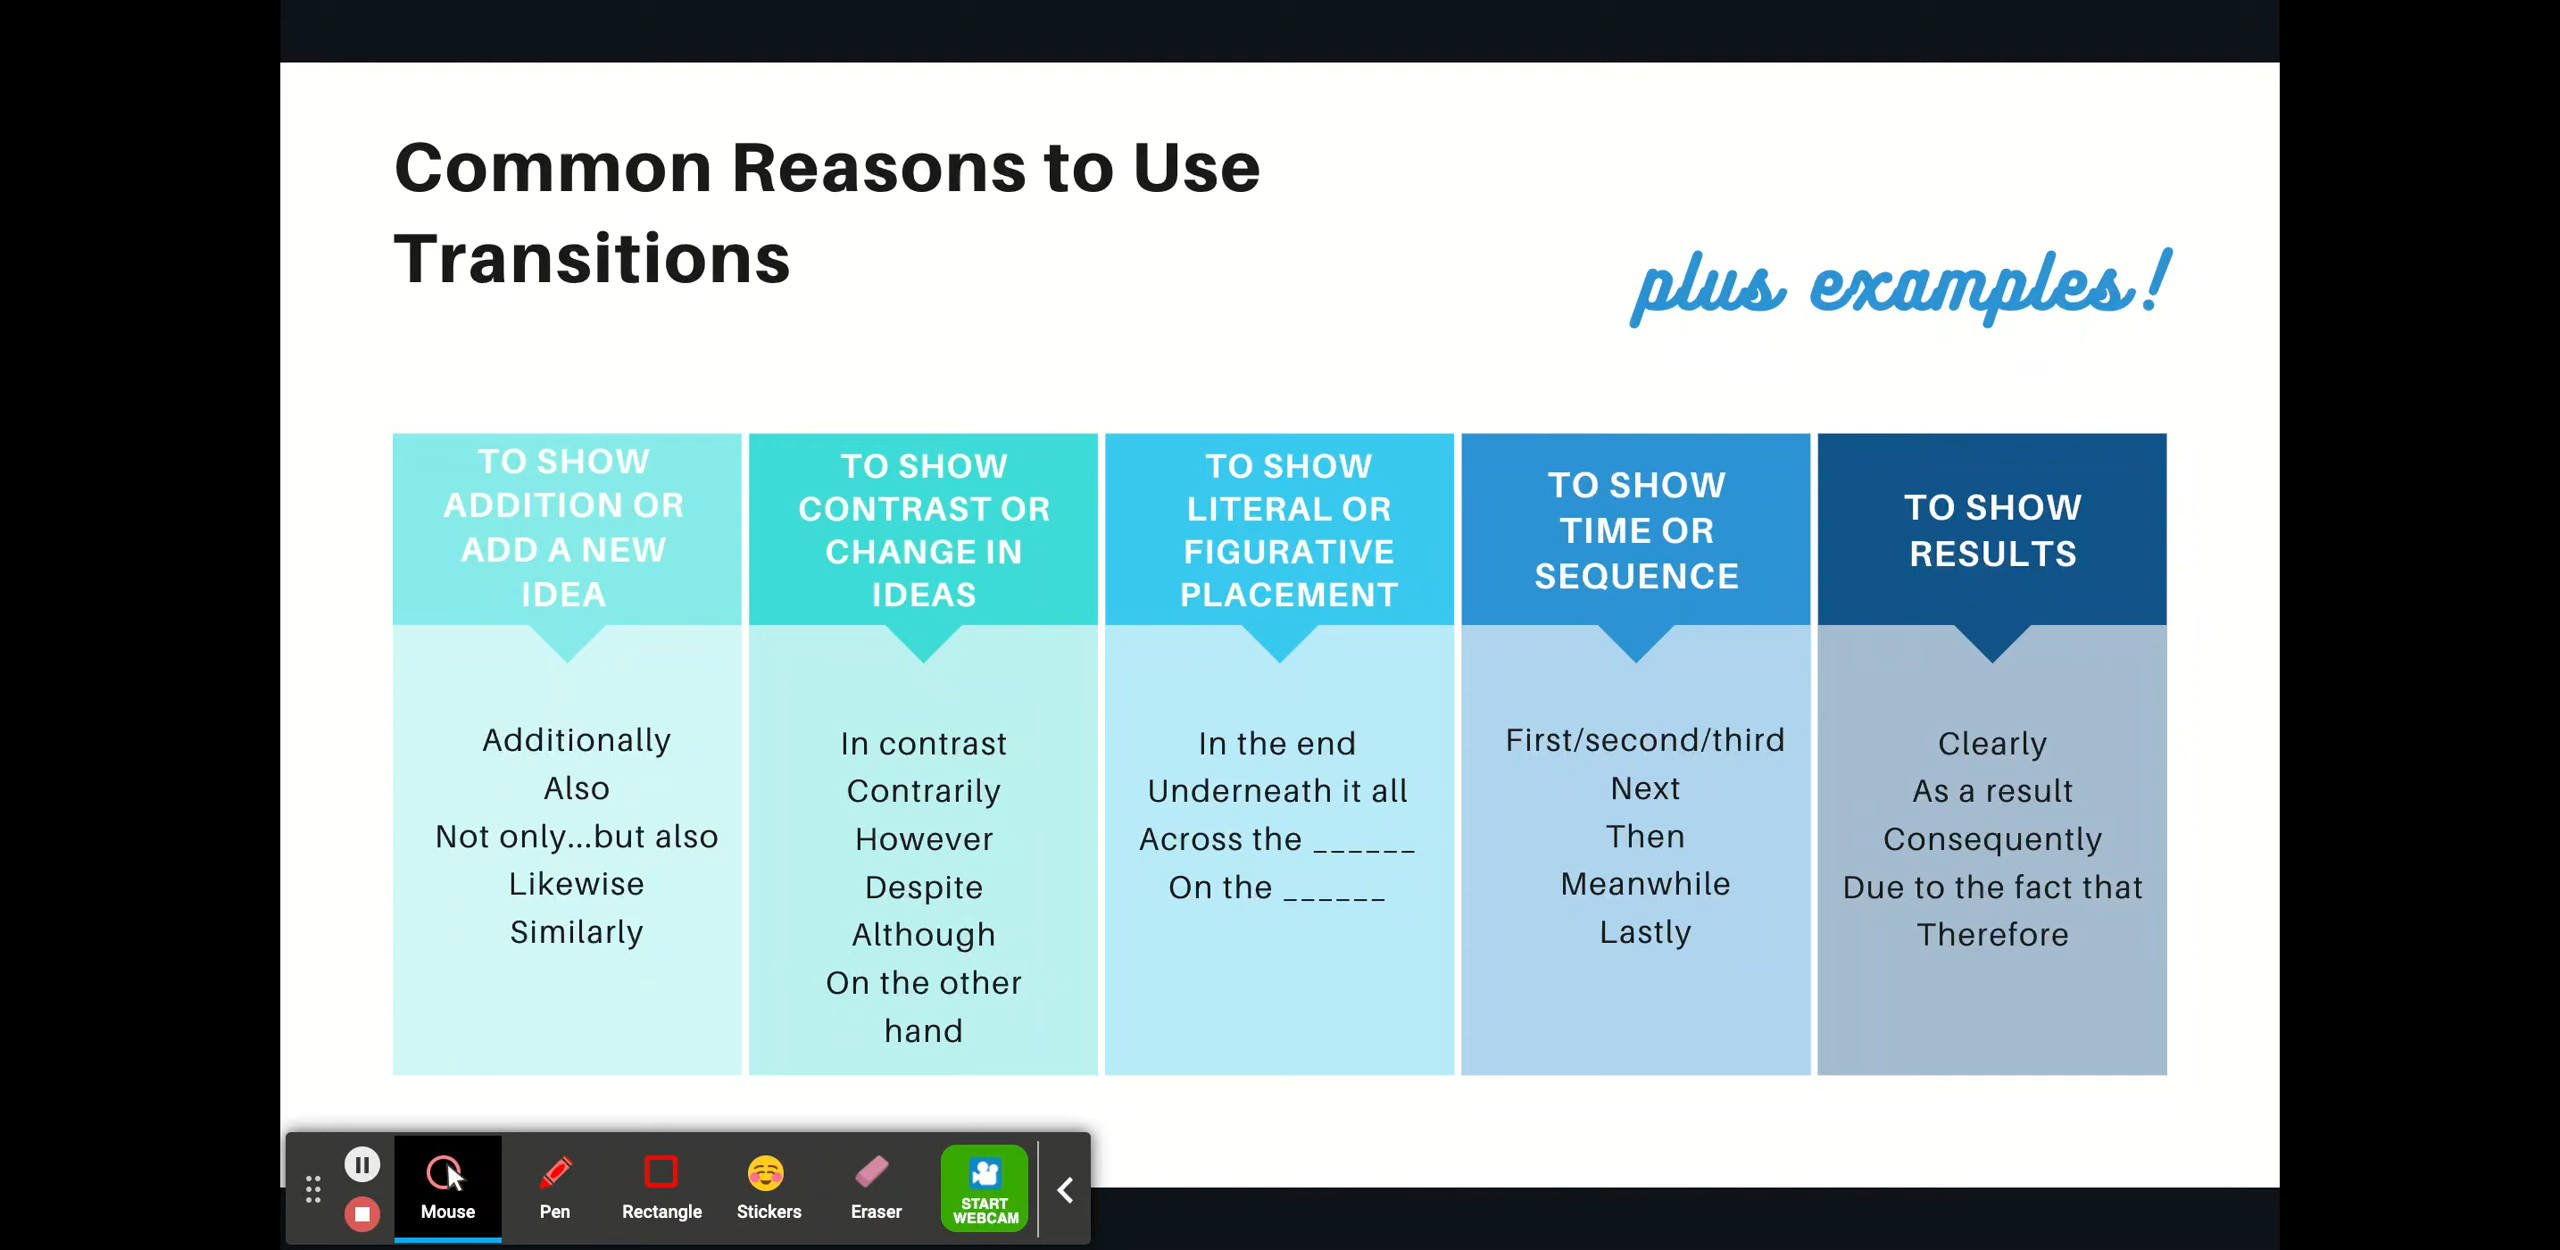 Common Reasons to Use
Transitions
plus examples!
TO SHOW
ADDITION OR
ADD A NEW
IDEA
Additionally
Also
Not only...but also
Likewise
Similarly
TO SHOW
CONTRAST OR
CHANGE IN
IDEAS
In contrast
Contrarily
However
Despite
Although
On the other
hand
TO SHOW
LITERAL OR
FIGURATIVE
PLACEMENT
In the end
Underneath it all
Across the ______
On the ______
TO SHOW
TIME OR
SEQUENCE
First/second/third
Next
Then
Meanwhile
Lastly
TO SHOW
RESULTS
Clearly
As a result
Consequently
Due to the fact that
Therefore
Mouse
Pen
Rectangle
Stickers
Eraser
START
WEBCAM